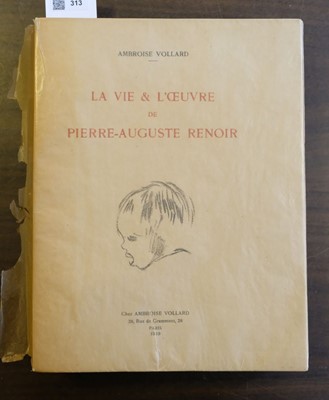 313
AMBROISE VOLLARD
LA VIE & L'ŒUVRE
DE
PIERRE-AUGUSTE RENOIR
Chez AMBROISE VOLLARD
28, Rue de Grammont, 28
PARIS
1919